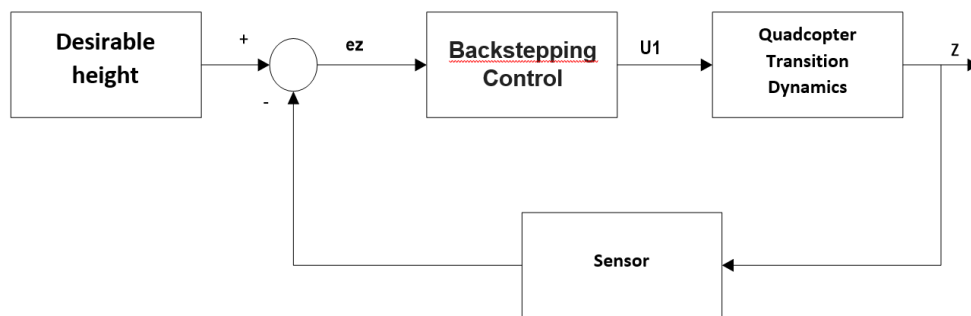 Desirable
height
+
-
ez
Backstepping
Control
U1
Quadcopter
Transition
Dynamics
Z
Sensor